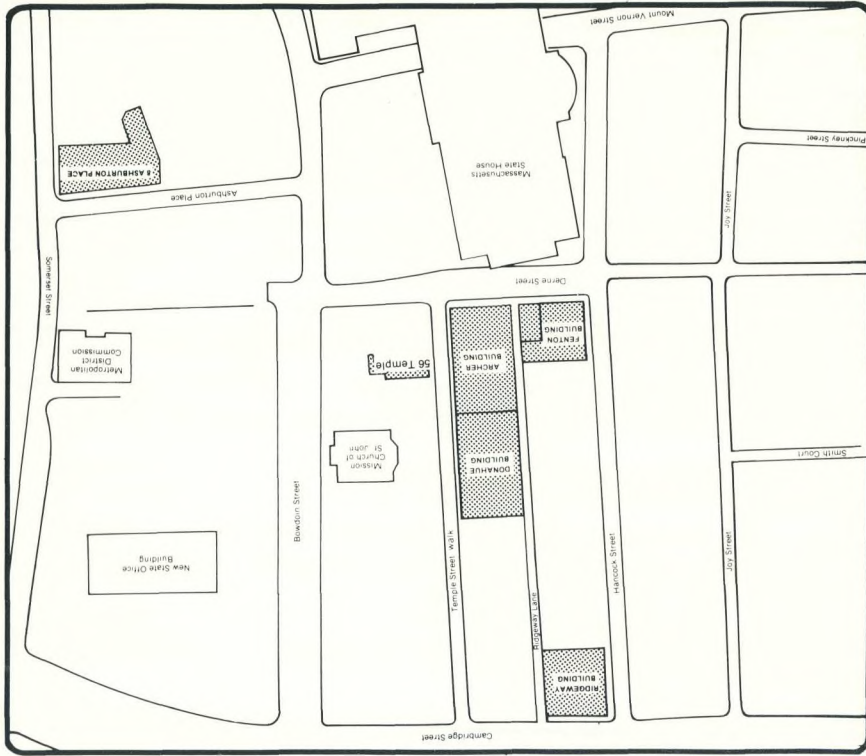 Cambridge Street
RIDGEWAY
BUILDING
Ridgeway Lane
Hancock Street
Joy Street
New State Office
Building
Temple Street Walk
Bowdoin Street
Smith Court
DONAHUE
BUILDING
Mission
Church of
St. John
ARCHER
BUILDING
56 Temple
Metropolitan
District
Commission
FENTON
BUILDING
Derne Street
Somerset Street
Joy Street
Ashburton Place
8 ASHBURTON PLACE
Massachusetts
State House
Pinckney Street
Mount Vernon Street